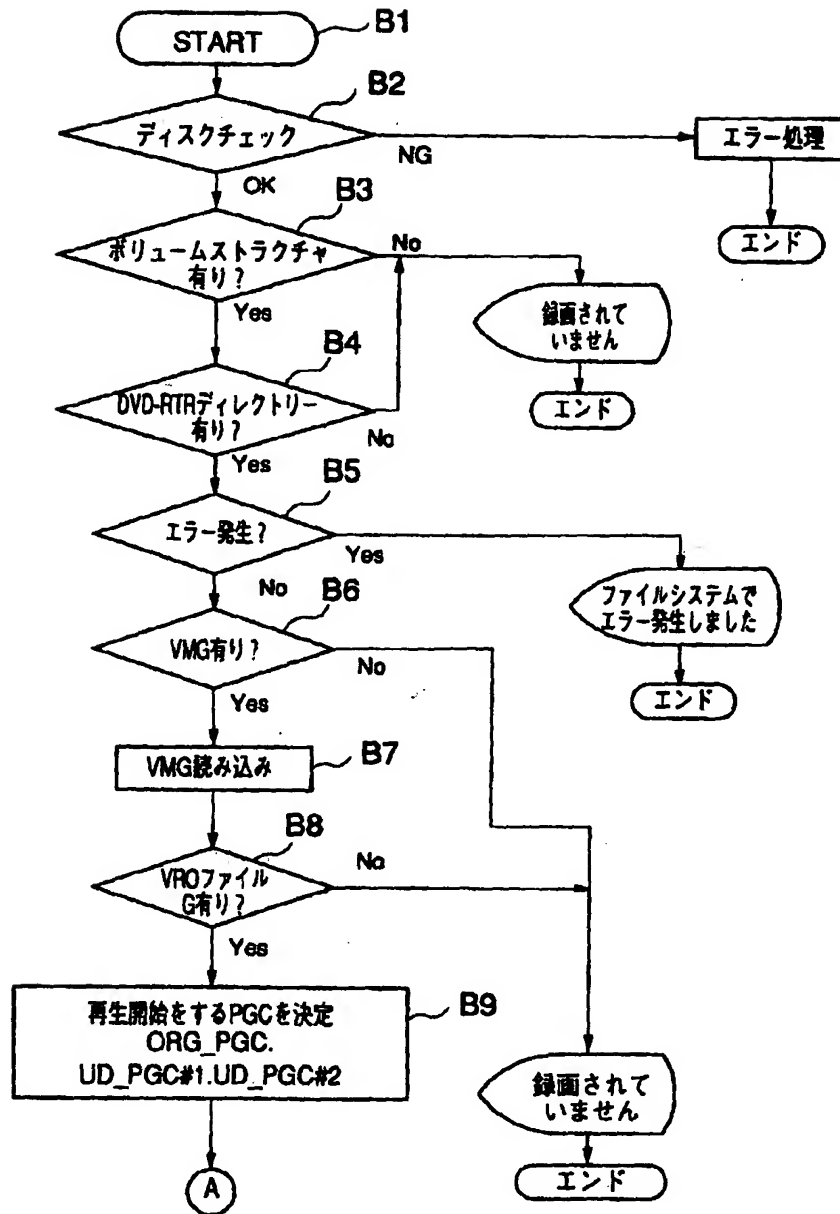 START
B1
ディスクチェック
B2
NG
エラー処理
エンド
OK
B3
ボリュームストラクチャ
有り？
No
Yes
録画されて
いません
エンド
B4
DVD-RTRディレクトリー
有り？
No
Yes
B5
エラー発生？
Yes
No
ファイルシステムで
エラー発生しました
エンド
B6
VMG有り？
No
Yes
VMG読み込み
B7
B8
VROファイル
G有り？
No
Yes
再生開始をするPGCを決定
ORG_PGC.
UD_PGC#1.UD_PGC#2
B9
録画されて
いません
エンド
A